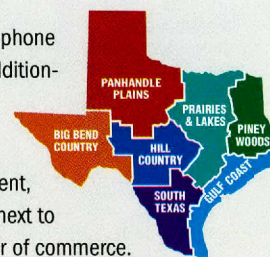 phone
ddition-
ent,
next to
r of commerce.
PANHANDLE
PLAINS
PRAIRIES
& LAKES
PINEY
WOODS
BIG BEND
COUNTRY
HILL
COUNTRY
GULF COAST
SOUTH
TEXAS